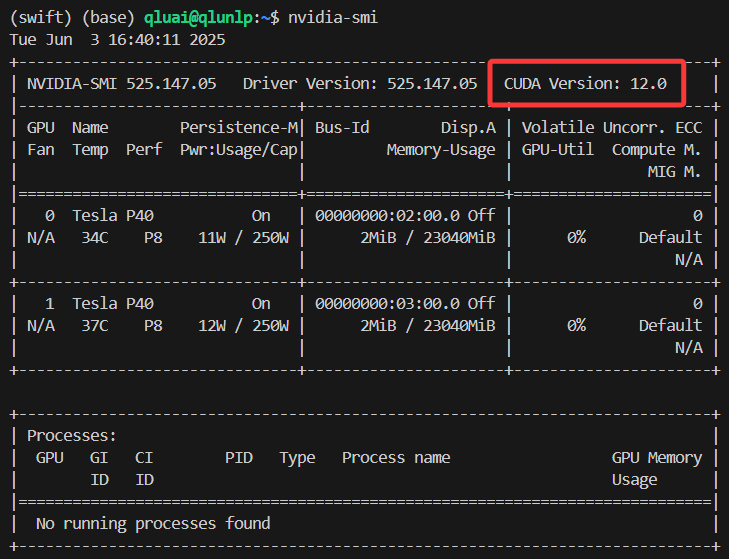 (swift) (base) qluai@qlunlp:~$ nvidia-smi
Tue Jun  3 16:40:11 2025
+-----------------------------------------------------------------------------+
| NVIDIA-SMI 525.147.05   Driver Version: 525.147.05   CUDA Version: 12.0     |
|-------------------------------+----------------------+----------------------+
| GPU  Name        Persistence-M| Bus-Id        Disp.A | Volatile Uncorr. ECC |
| Fan  Temp  Perf  Pwr:Usage/Cap|         Memory-Usage | GPU-Util  Compute M. |
|                               |                      |               MIG M. |
|===============================+======================+======================|
|   0  Tesla P40           On   | 00000000:02:00.0 Off |                    0 |
| N/A   34C    P8    11W / 250W |      2MiB / 23040MiB |      0%      Default |
|                               |                      |                  N/A |
+-------------------------------+----------------------+----------------------+
|   1  Tesla P40           On   | 00000000:03:00.0 Off |                    0 |
| N/A   37C    P8    12W / 250W |      2MiB / 23040MiB |      0%      Default |
|                               |                      |                  N/A |
+-------------------------------+----------------------+----------------------+

+-----------------------------------------------------------------------------+
| Processes:                                                                  |
|  GPU   GI   CI        PID   Type   Process name                  GPU Memory |
|        ID   ID                                                   Usage      |
|=============================================================================|
|  No running processes found                                                 |
+-----------------------------------------------------------------------------+